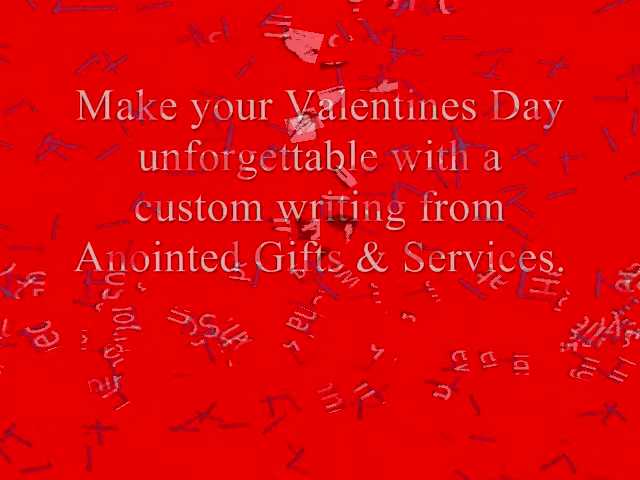 Make your Valentines Day
unforgettable with a
custom writing from
Anointed Gifts & Services.